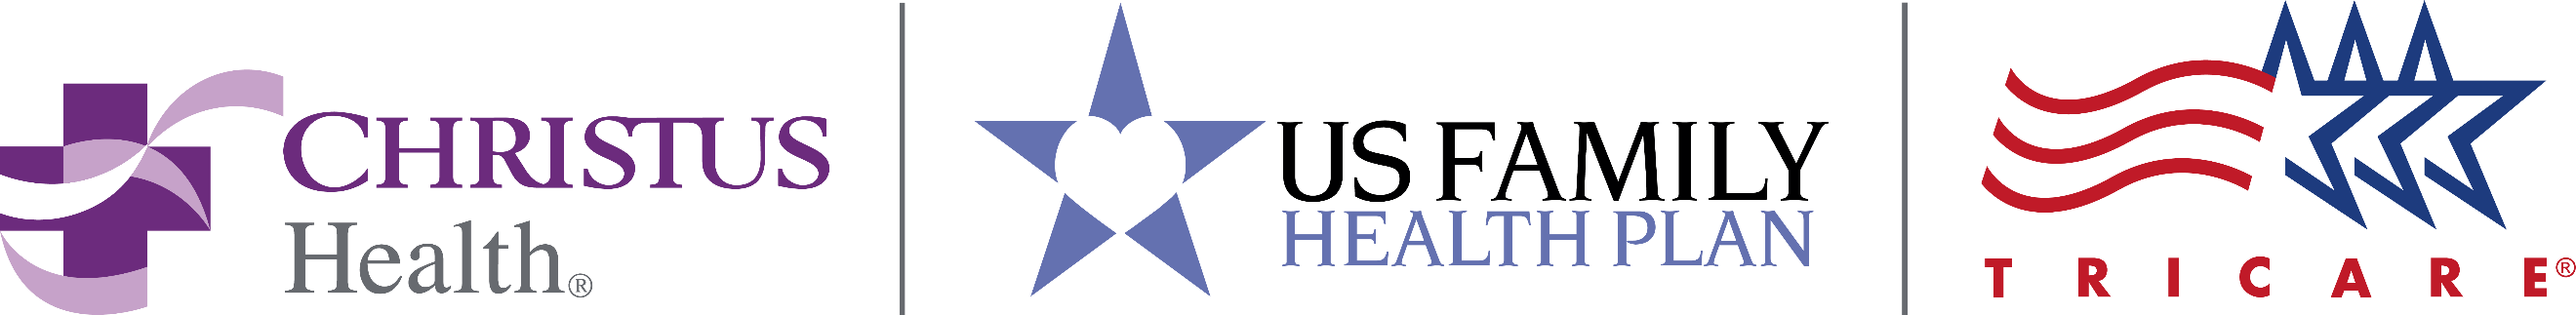 CHRISTUS
Health®
US FAMILY
HEALTH PLAN
TRICARE®